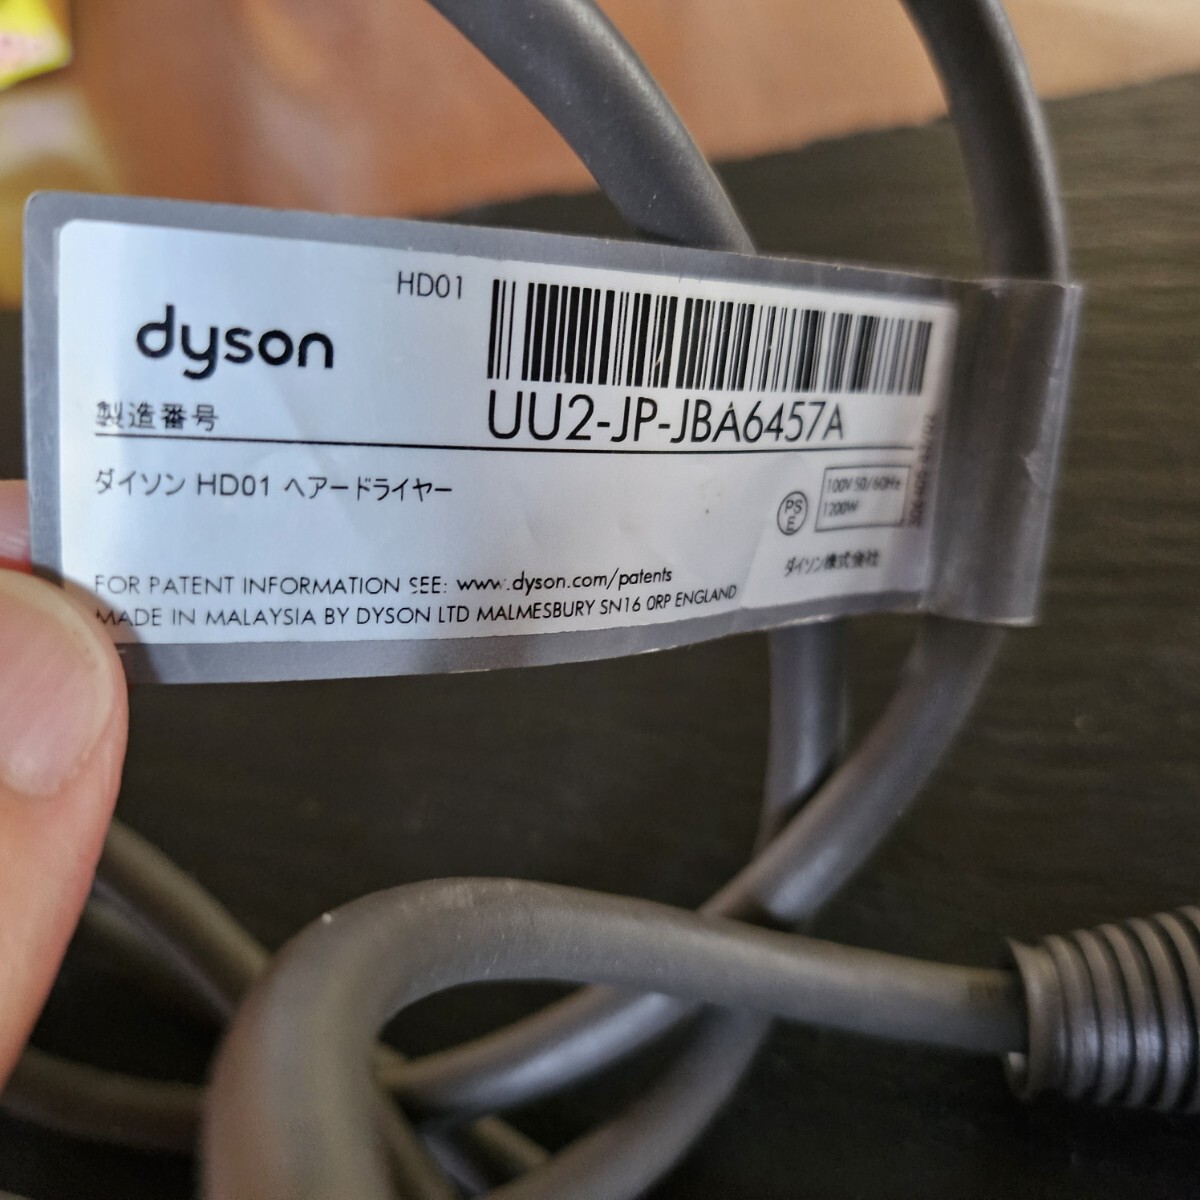 HD01
dyson
製造番号 UU2-JP-JBA6457A
ダイソン HD01 ヘアードライヤー
PS
E
100V 50/60Hz
1200W
ダイソン株式会社
FOR PATENT INFORMATION SEE: www.dyson.com/patents
MADE IN MALAYSIA BY DYSON LTD MALMESBURY SN16 0RP ENGLAND